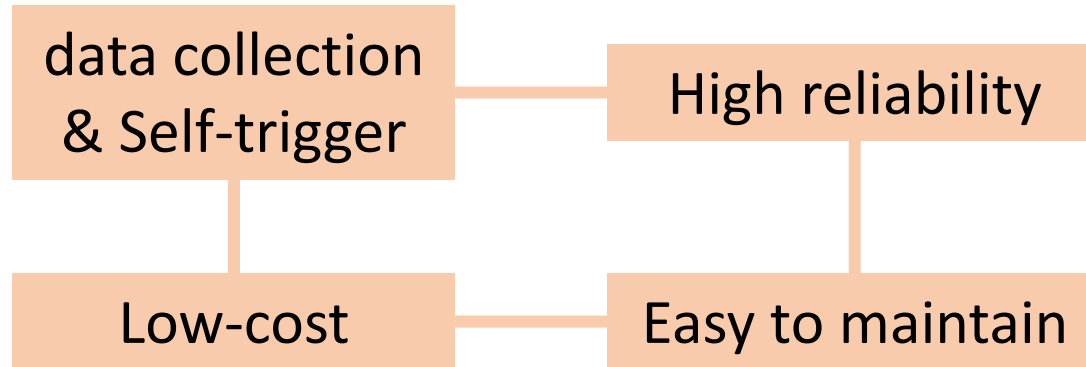 data collection
& Self-trigger
High reliability
Low-cost
Easy to maintain